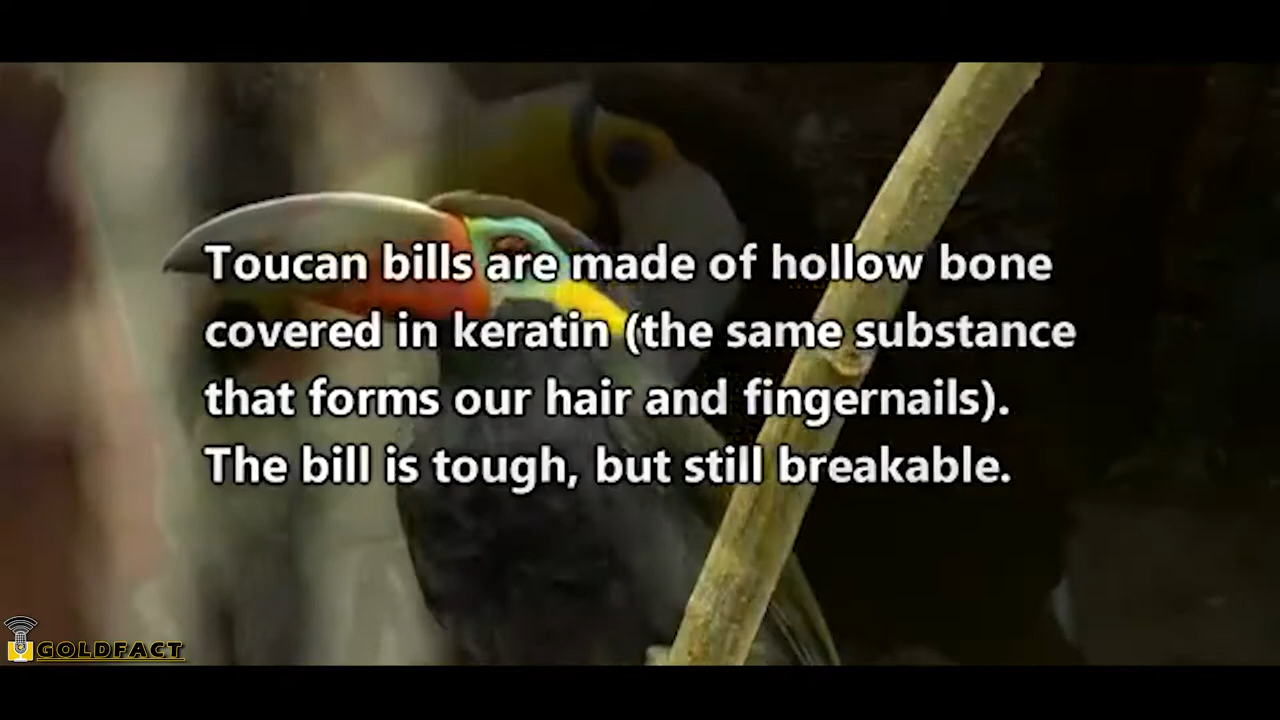 Toucan bills are made of hollow bone
covered in keratin (the same substance
that forms our hair and fingernails).
The bill is tough, but still breakable.
GOLDFACT